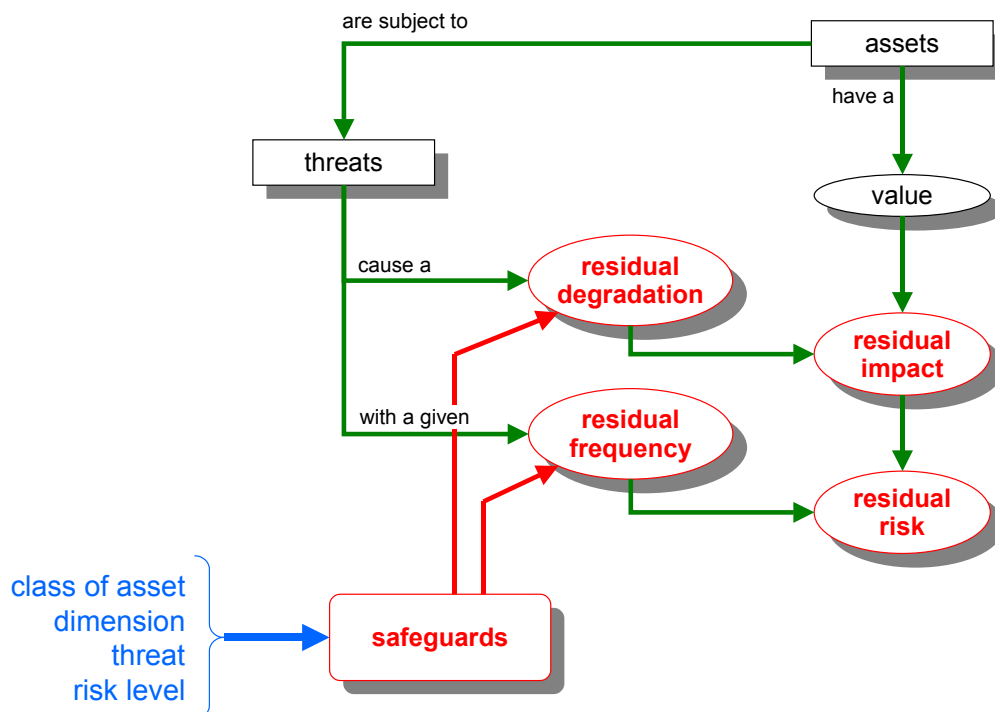 are subject to
assets
have a
threats
value
cause a
residual
degradation
residual
impact
with a given
residual
frequency
residual
risk
class of asset
dimension
threat
risk level
safeguards